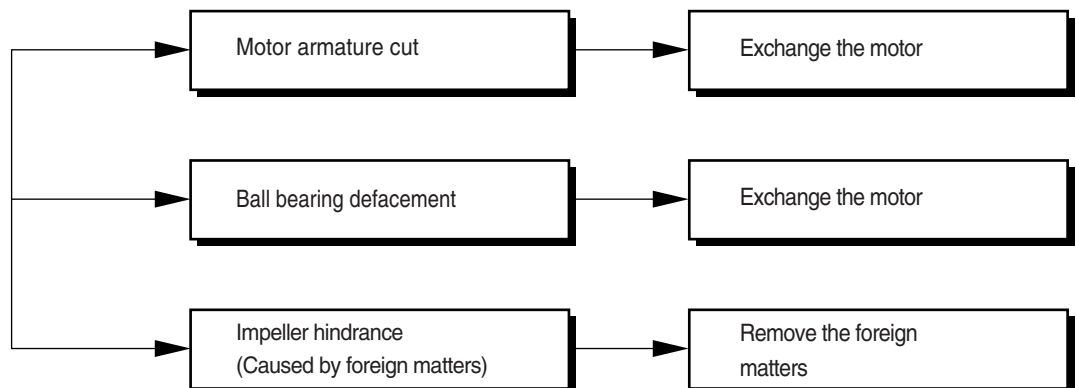 Motor armature cut
Exchange the motor
Ball bearing defacement
Exchange the motor
Impeller hindrance
(Caused by foreign matters)
Remove the foreign
matters